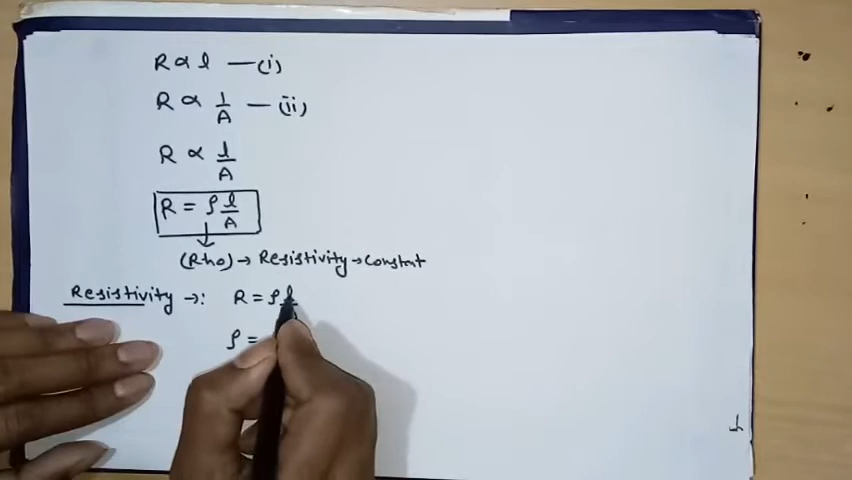 R ∝ l — (i)
R ∝ 1/A — (ii)
R ∝ l/A
R = ρ l/A
(Rho) → Resistivity → Constant
Resistivity →: R = ρ l
ρ =